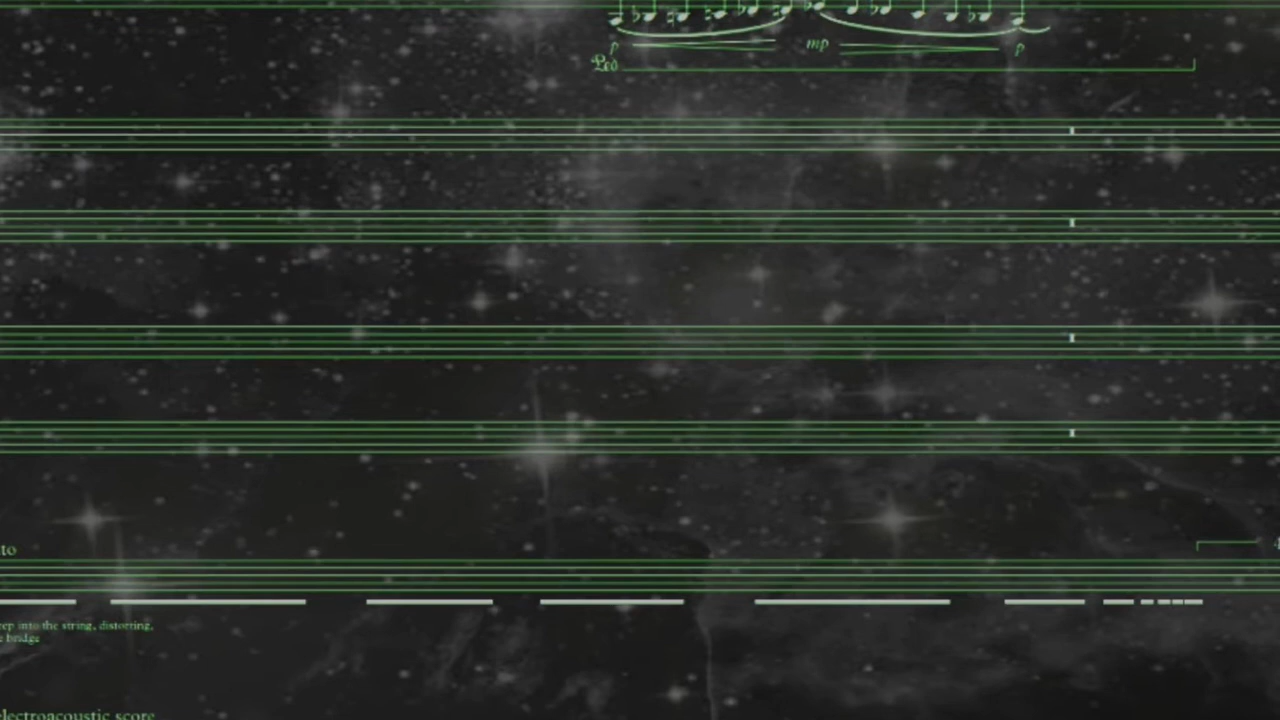 p mp p
Ped
to
ep into the string, distorting,
e bridge
lectroacoustic score